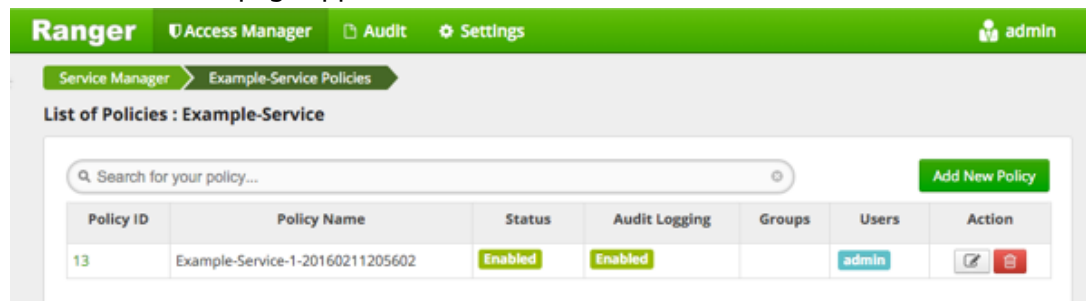 Ranger Access Manager Audit Settings admin
Service Manager Example-Service Policies
List of Policies : Example-Service
Search for your policy... Add New Policy
Policy ID Policy Name Status Audit Logging Groups Users Action
13 Example-Service-1-20160211205602 Enabled Enabled admin